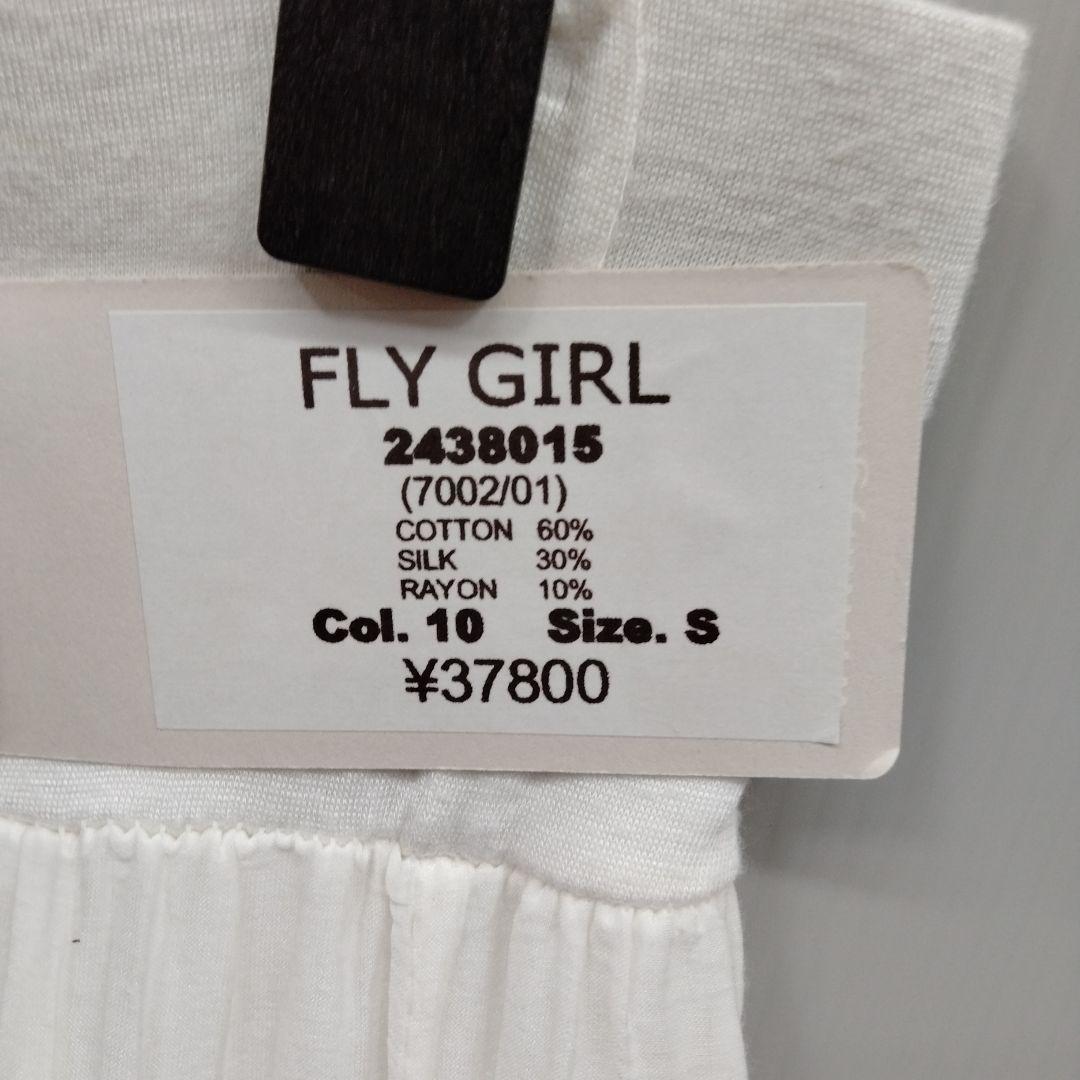 FLY GIRL
2438015
(7002/01)
COTTON 60%
SILK 30%
RAYON 10%
Col. 10 Size. S
¥37800